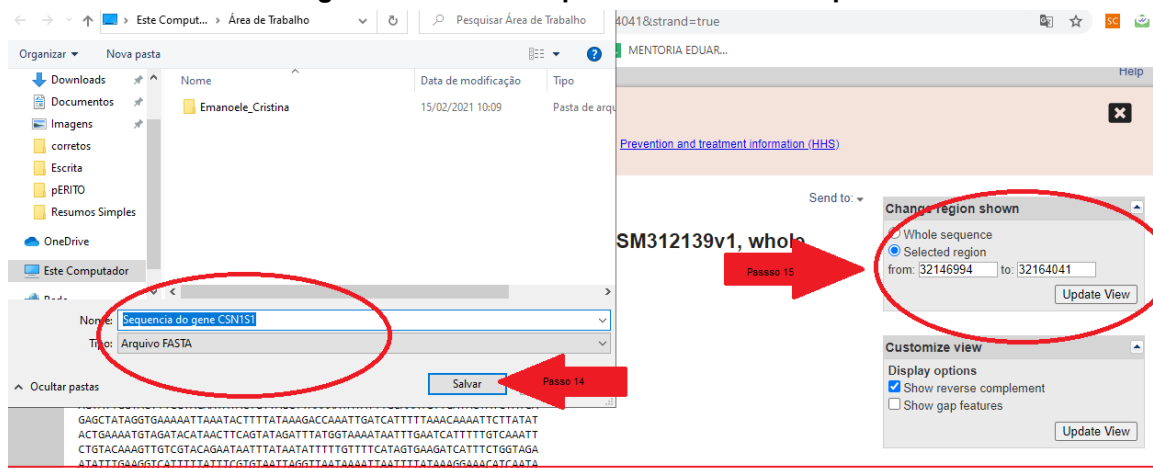 Este Comput... > Área de Trabalho
Pesquisar Área de Trabalho
4041&strand=true
SC
Organizar
Nova pasta
?
MENTORIA EDUAR...
Help
Downloads
Documentos
Imagens
corretos
Escrita
pERITO
Resumos Simples
OneDrive
Este Computador
Nome
Data de modificação
Tipo
Emanoele_Cristina
15/02/2021 10:09
Pasta de arqu
Prevention and treatment information (HHS)
Send to:
SM312139v1, whole
Passso 15
Change region shown
Whole sequence
Selected region
from: 32146994 to: 32164041
Update View
Nome: Sequencia do gene CSN1S1
Tipo: Arquivo FASTA
Ocultar pastas
Salvar
Passo 14
Customize view
Display options
Show reverse complement
Show gap features
Update View
GAGCTATAGGTGAAAAATTAAATACTTTTATAAAGACCAAATTGATCATTTTTAAACAAAATTCTTATAT
ACTGAAAATGTAGATACATAACTTCAGTATAGATTTATGGTAAAATAATTTGAATCATTTTTGTCAAATT
CTGTACAAAGTTGTCGTACAGAATAATTTATAATATTTTTGTTTTCATAGTGAAGATCATTTCTGGTAGA
ATATTTGAAGGTCATTTTTATTTCGTGTAATTAGGTTAATAAAATTAATTTTATAAAGGAAACATCAATA